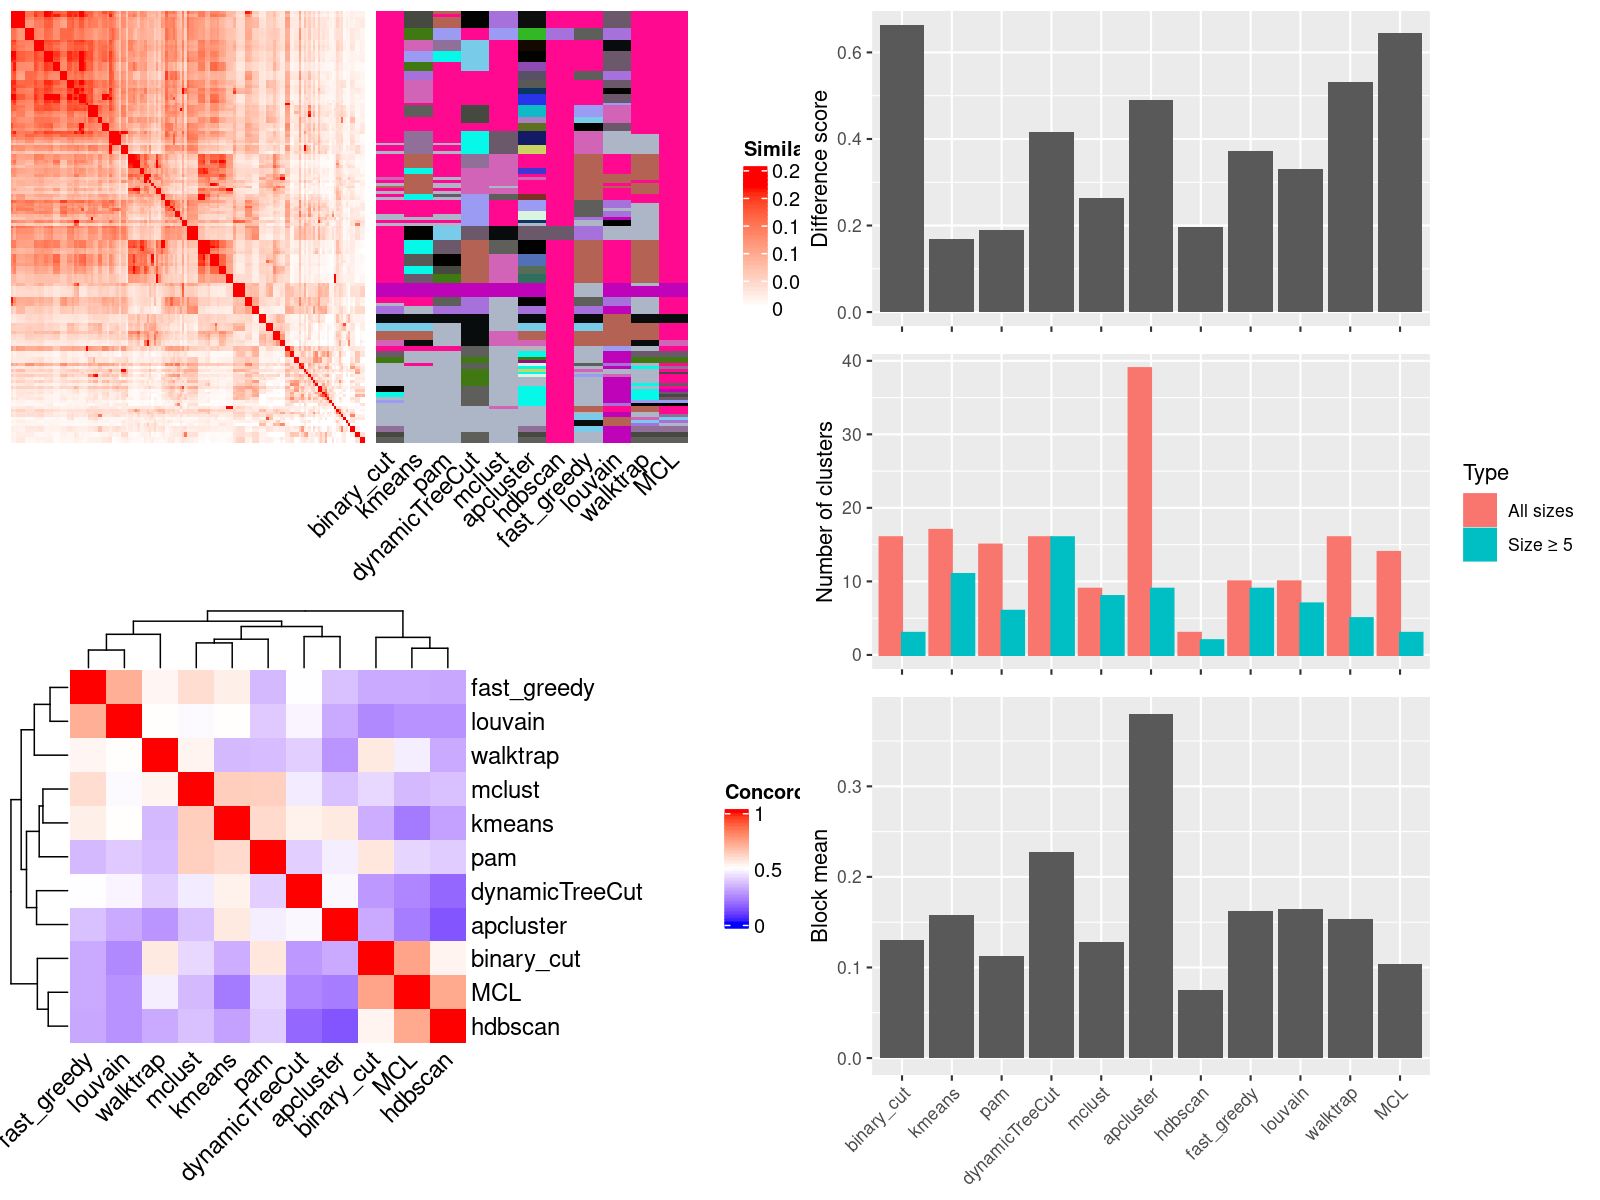 Simila
0.2
0.2
0.1
0.1
0.0
0
binary_cut
kmeans
pam
dynamicTreeCut
mclust
apcluster
hdbscan
fast_greedy
louvain
walktrap
MCL
fast_greedy
louvain
walktrap
mclust
kmeans
pam
dynamicTreeCut
apcluster
binary_cut
MCL
hdbscan
fast_greedy
louvain
walktrap
mclust
kmeans
pam
dynamicTreeCut
apcluster
binary_cut
MCL
hdbscan
Concord
1
0.5
0
Difference score
0.6
0.4
0.2
0.0
Number of clusters
40
30
20
10
0
Type
All sizes
Size ≥ 5
Block mean
0.3
0.2
0.1
0.0
binary_cut
kmeans
pam
dynamicTreeCut
mclust
apcluster
hdbscan
fast_greedy
louvain
walktrap
MCL